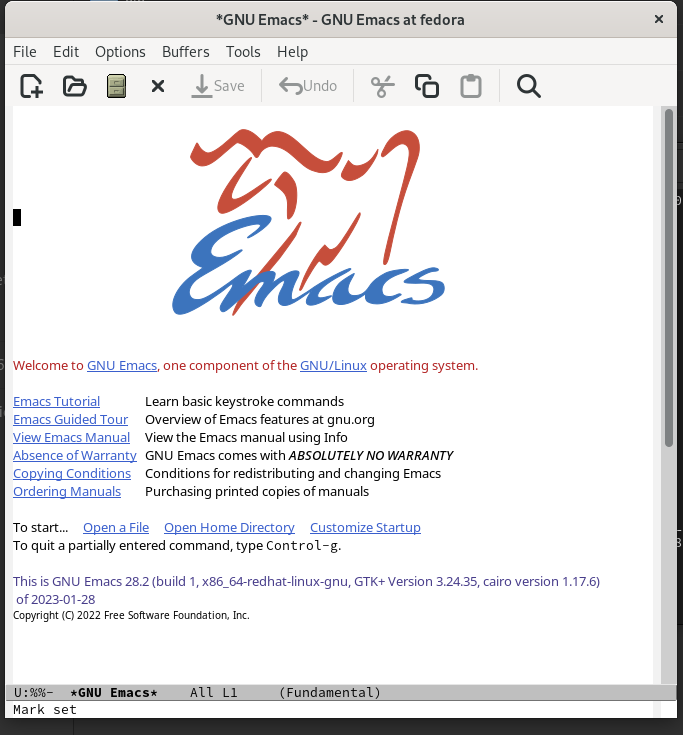 *GNU Emacs* - GNU Emacs at fedora
File Edit Options Buffers Tools Help
Save Undo
Emacs
Welcome to GNU Emacs, one component of the GNU/Linux operating system.
Emacs Tutorial Learn basic keystroke commands
Emacs Guided Tour Overview of Emacs features at gnu.org
View Emacs Manual View the Emacs manual using Info
Absence of Warranty GNU Emacs comes with ABSOLUTELY NO WARRANTY
Copying Conditions Conditions for redistributing and changing Emacs
Ordering Manuals Purchasing printed copies of manuals
To start... Open a File Open Home Directory Customize Startup
To quit a partially entered command, type Control-g.
This is GNU Emacs 28.2 (build 1, x86_64-redhat-linux-gnu, GTK+ Version 3.24.35, cairo version 1.17.6)
of 2023-01-28
Copyright (C) 2022 Free Software Foundation, Inc.
U:%%- *GNU Emacs* All L1 (Fundamental)
Mark set